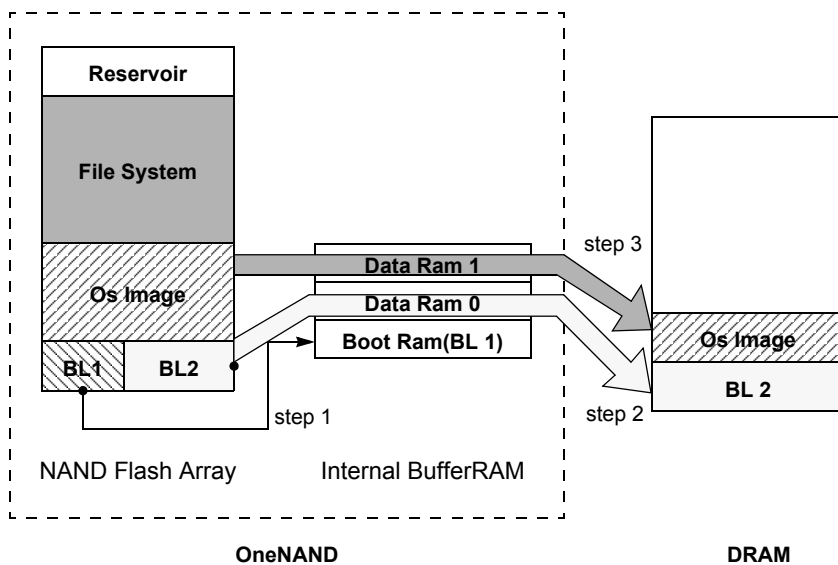 Reservoir
File System
Os Image
BL1
BL2
step 1
Data Ram 1
Data Ram 0
Boot Ram(BL 1)
step 3
step 2
Os Image
BL 2
NAND Flash Array
Internal BufferRAM
OneNAND
DRAM